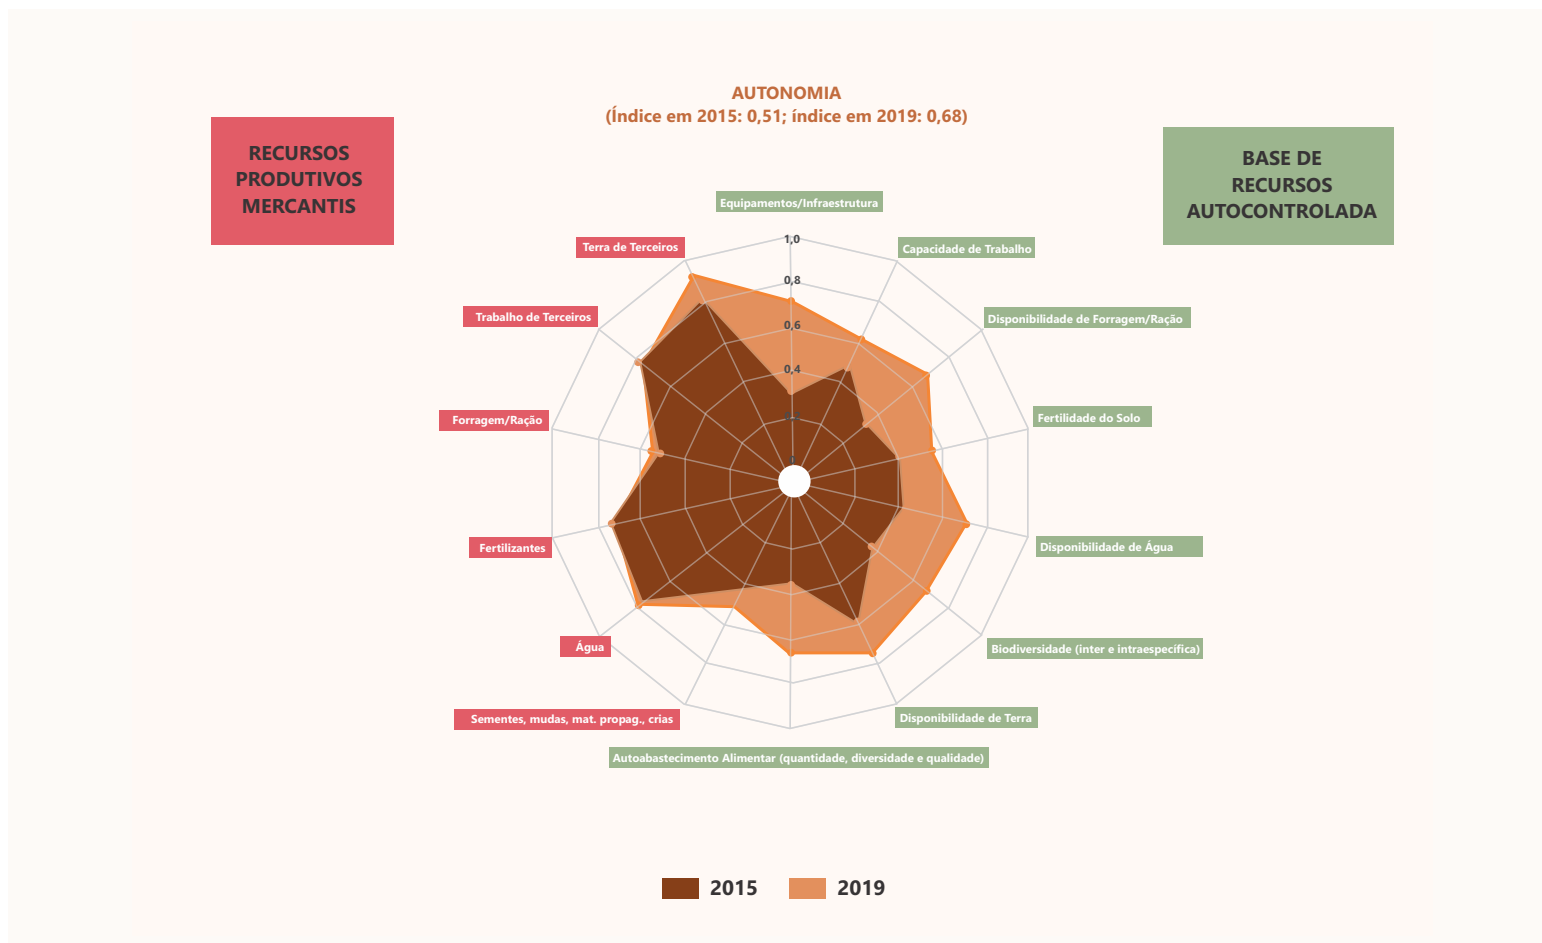 AUTONOMIA
(Índice em 2015: 0,51; índice em 2019: 0,68)
RECURSOS
PRODUTIVOS
MERCANTIS
BASE DE
RECURSOS
AUTOCONTROLADA
Equipamentos/Infraestrutura
Capacidade de Trabalho
Disponibilidade de Forragem/Ração
Fertilidade do Solo
Disponibilidade de Água
Biodiversidade (inter e intraespecífica)
Disponibilidade de Terra
Autoabastecimento Alimentar (quantidade, diversidade e qualidade)
Sementes, mudas, mat. propag., crias
Água
Fertilizantes
Forragem/Ração
Trabalho de Terceiros
Terra de Terceiros
1,0
0,8
0,6
0,4
2015
2019